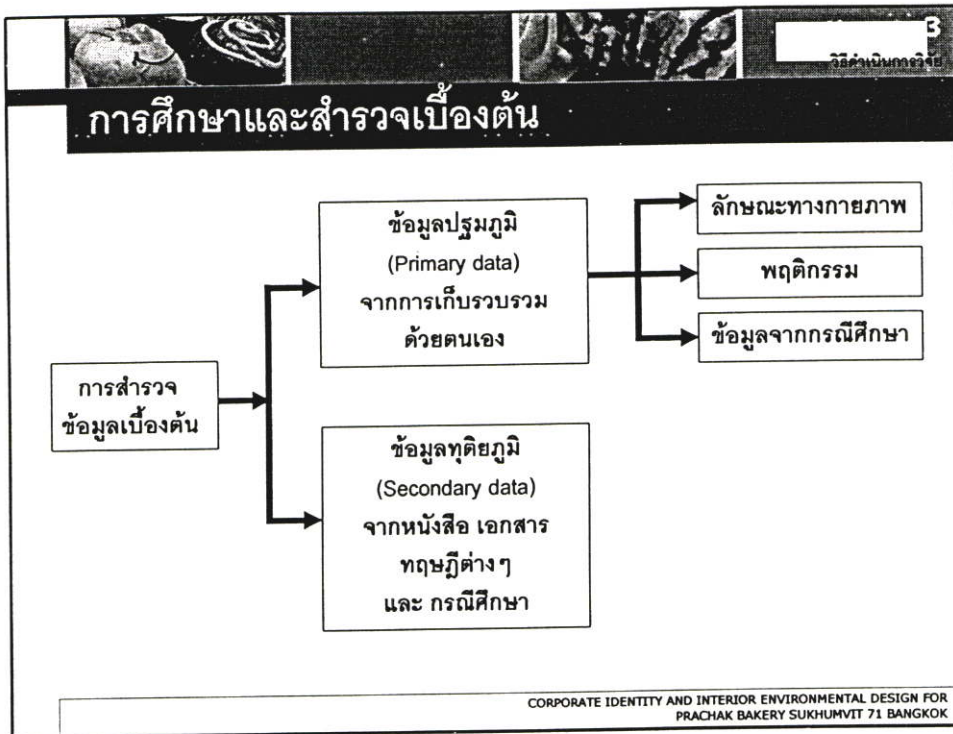 3
วิธีดำเนินการวิจัย
การศึกษาและสำรวจเบื้องต้น
การสำรวจ
ข้อมูลเบื้องต้น
ข้อมูลปฐมภูมิ
(Primary data)
จากการเก็บรวบรวม
ด้วยตนเอง
ลักษณะทางกายภาพ
พฤติกรรม
ข้อมูลจากกรณีศึกษา
ข้อมูลทุติยภูมิ
(Secondary data)
จากหนังสือ เอกสาร
ทฤษฎีต่างๆ
และ กรณีศึกษา
CORPORATE IDENTITY AND INTERIOR ENVIRONMENTAL DESIGN FOR
PRACHAK BAKERY SUKHUMVIT 71 BANGKOK